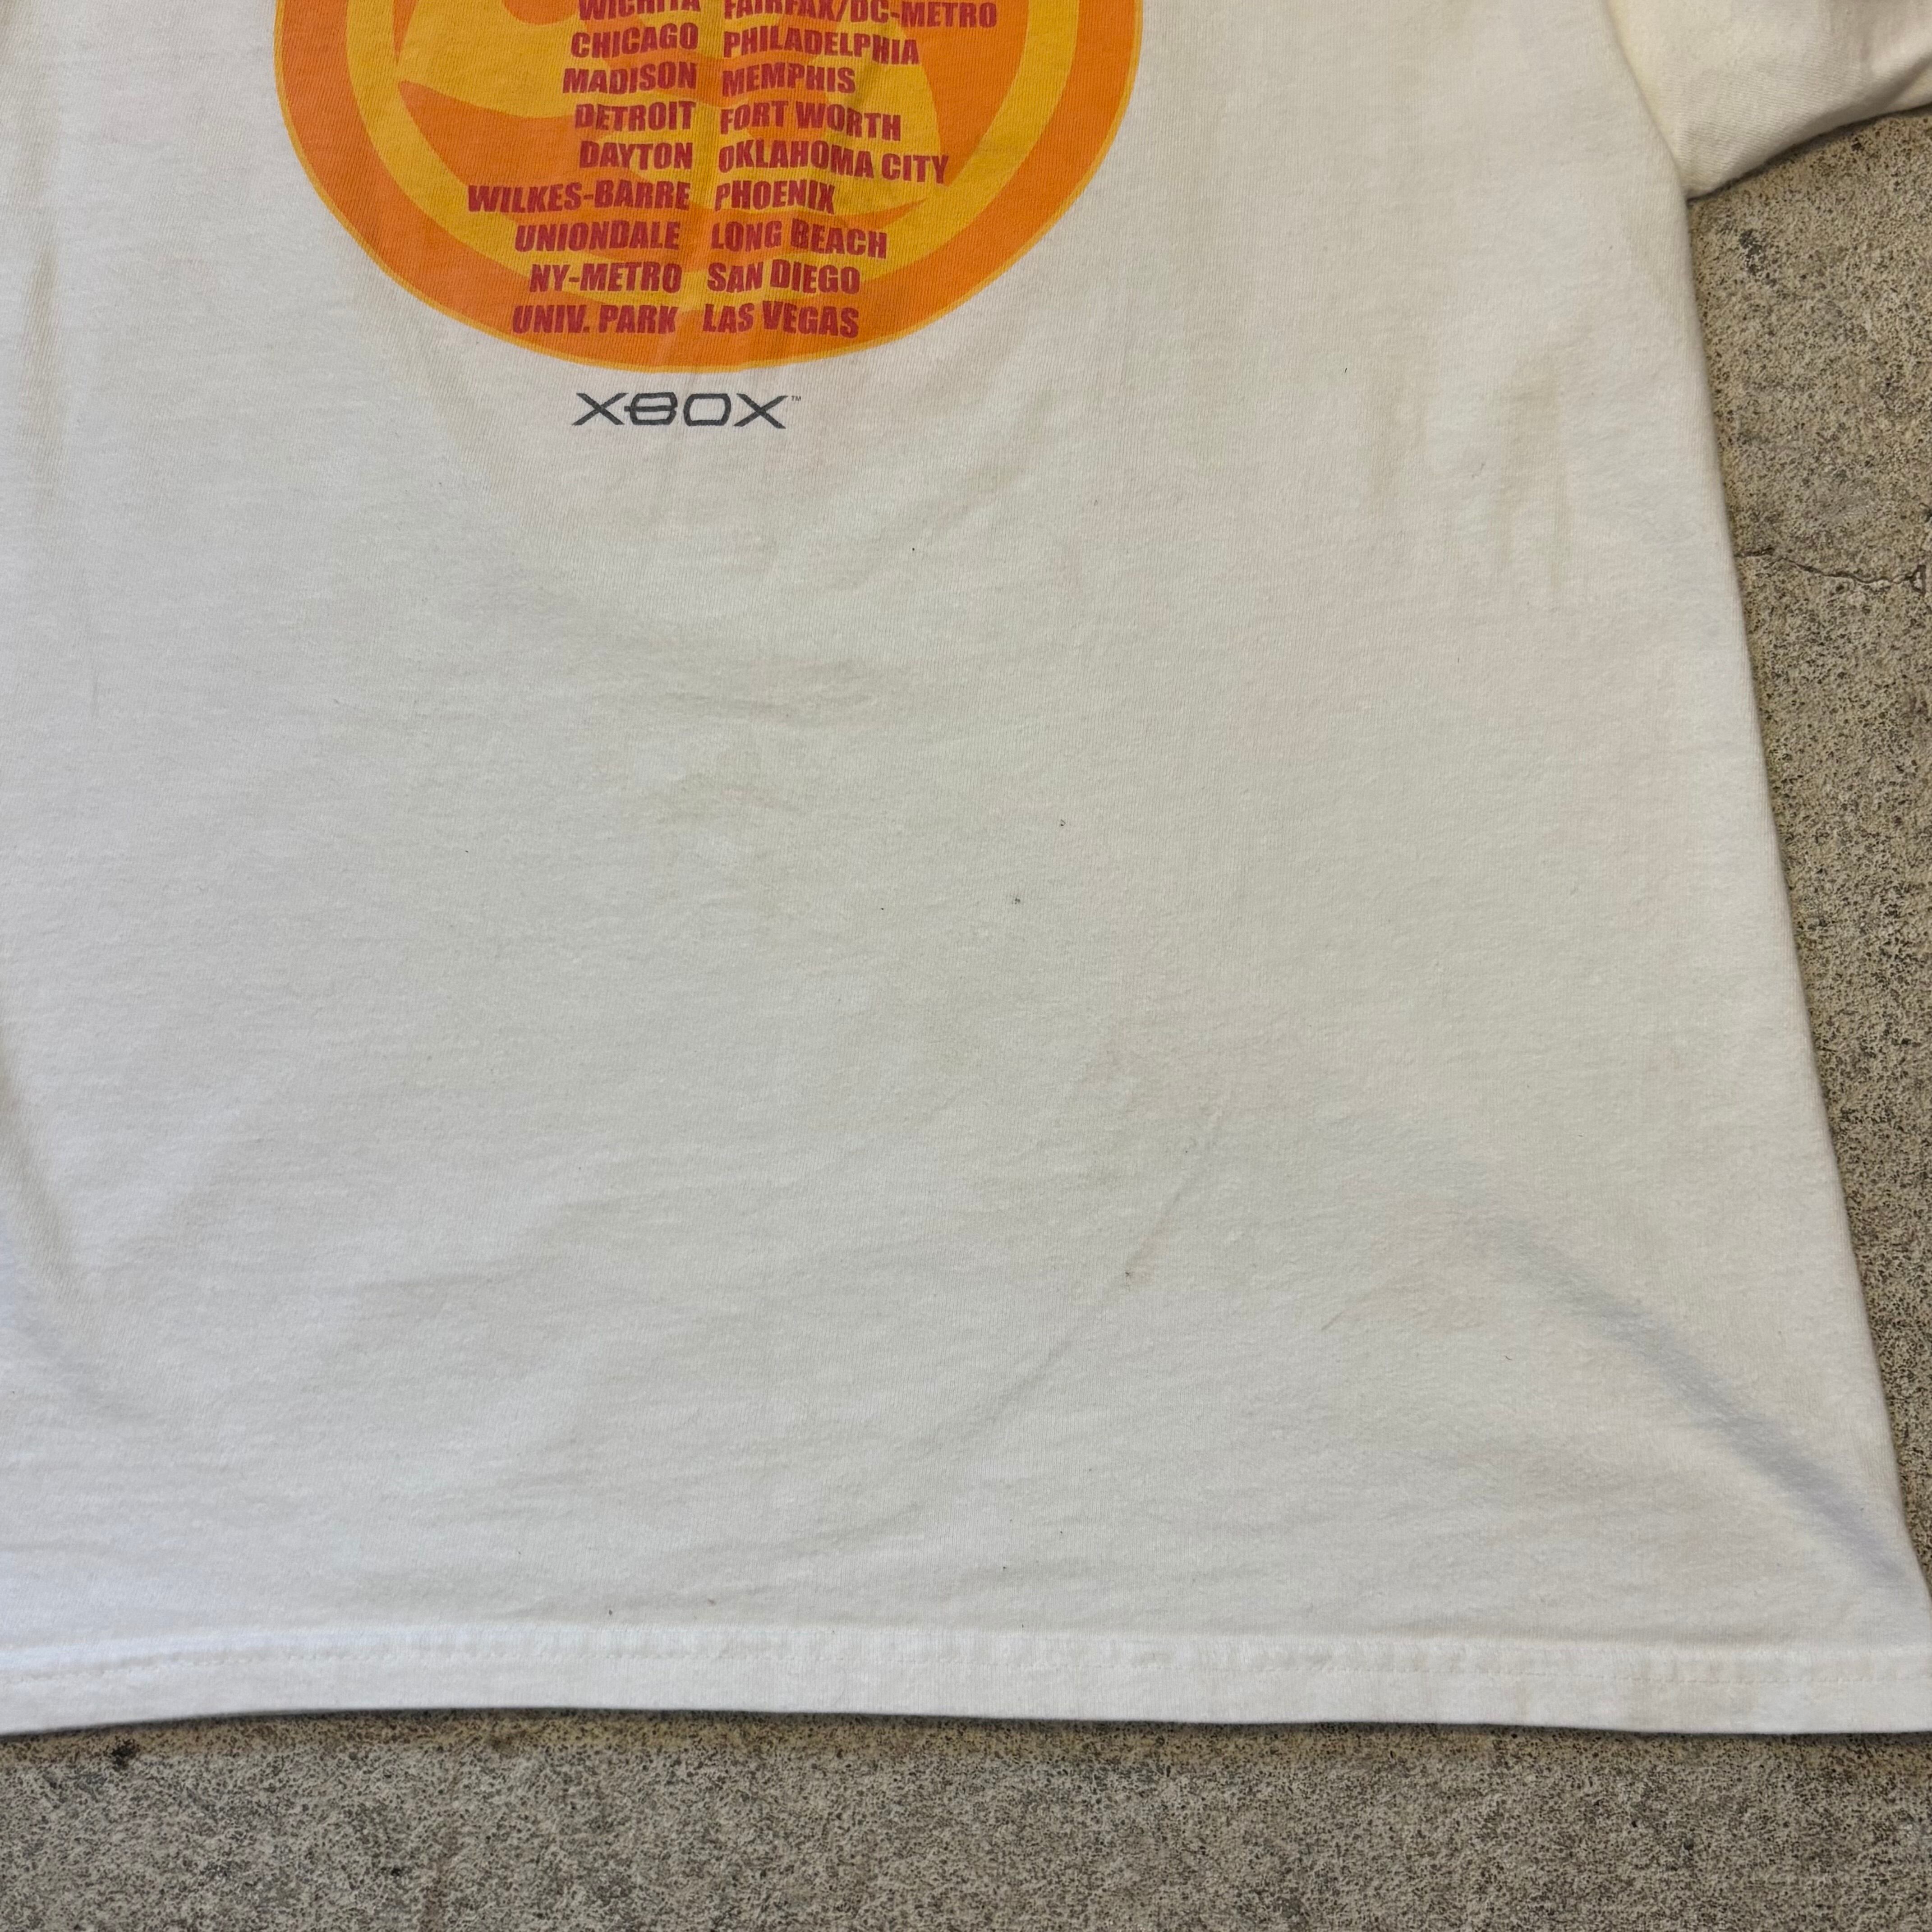 WICHITA FAIRFAX/DC-METRO
CHICAGO PHILADELPHIA
MADISON MEMPHIS
DETROIT FORT WORTH
DAYTON OKLAHOMA CITY
WILKES-BARRE PHOENIX
UNIONDALE LONG BEACH
NY-METRO SAN DIEGO
UNIV. PARK LAS VEGAS
XBOX™